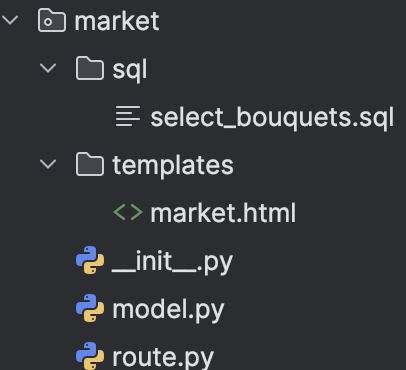 market
sql
select_bouquets.sql
templates
market.html
__init__.py
model.py
route.py